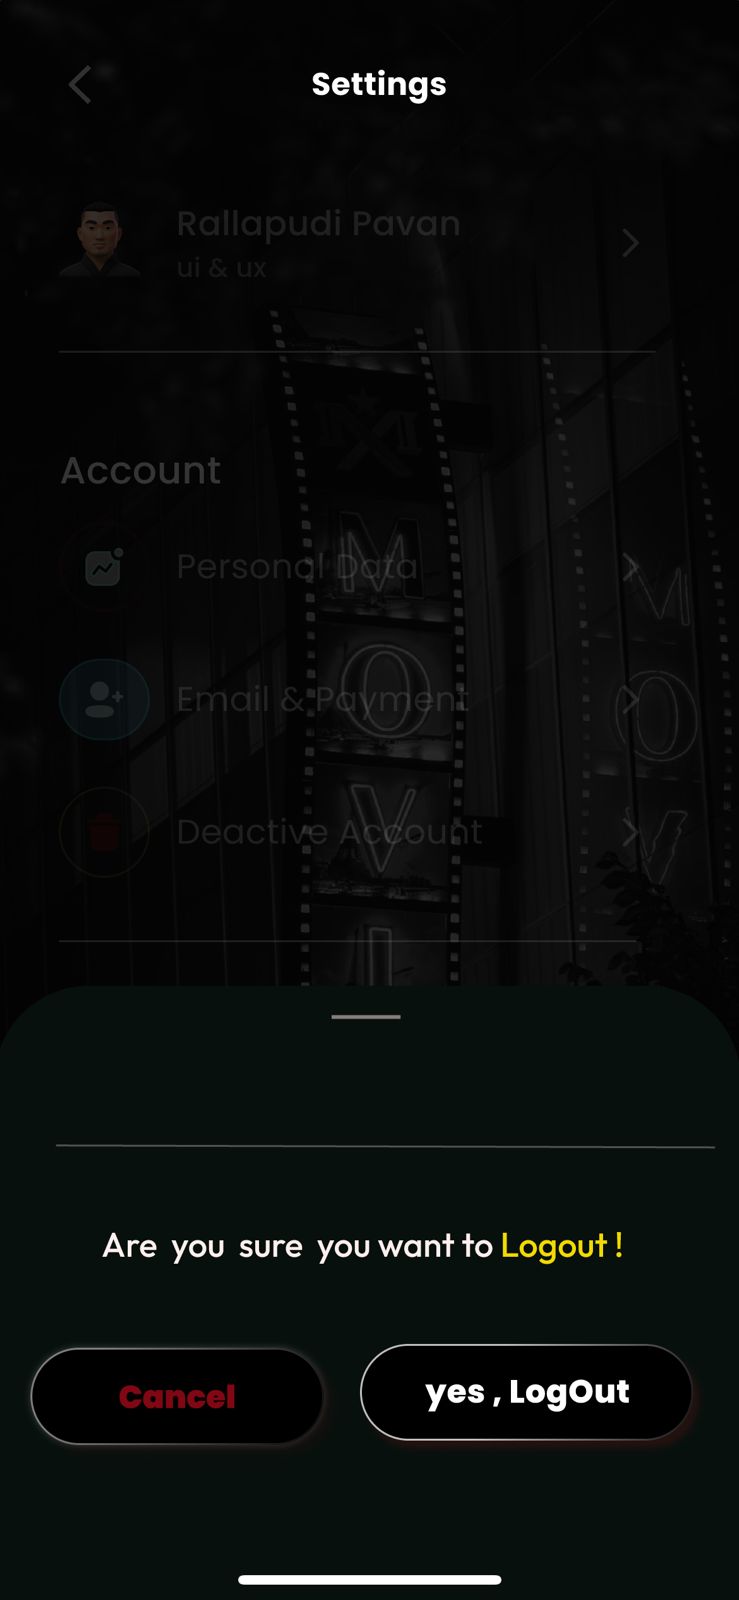 Settings
Rallapudi Pavan
ui & ux
Account
Personal Data
Email & Payment
Deactive Account
M
O
V
I
M
O
V
Are you sure you want to Logout !
Cancel
yes , LogOut